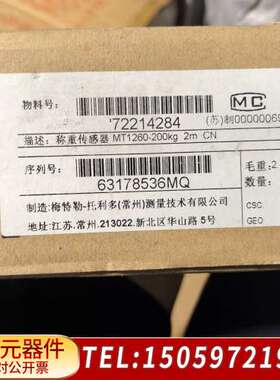 物料号:
'72214284
MC
(苏)制0000006
描述: 称重传感器 MT1260-200kg 2m CN
序列号:
63178536MQ
毛重:2
CSC
GEO
制造:梅特勒-托利多(常州)测量技术有限公司
地址:江苏.常州.213022.新北区华山路 5号
元器件
对公开票
TEL:150597219